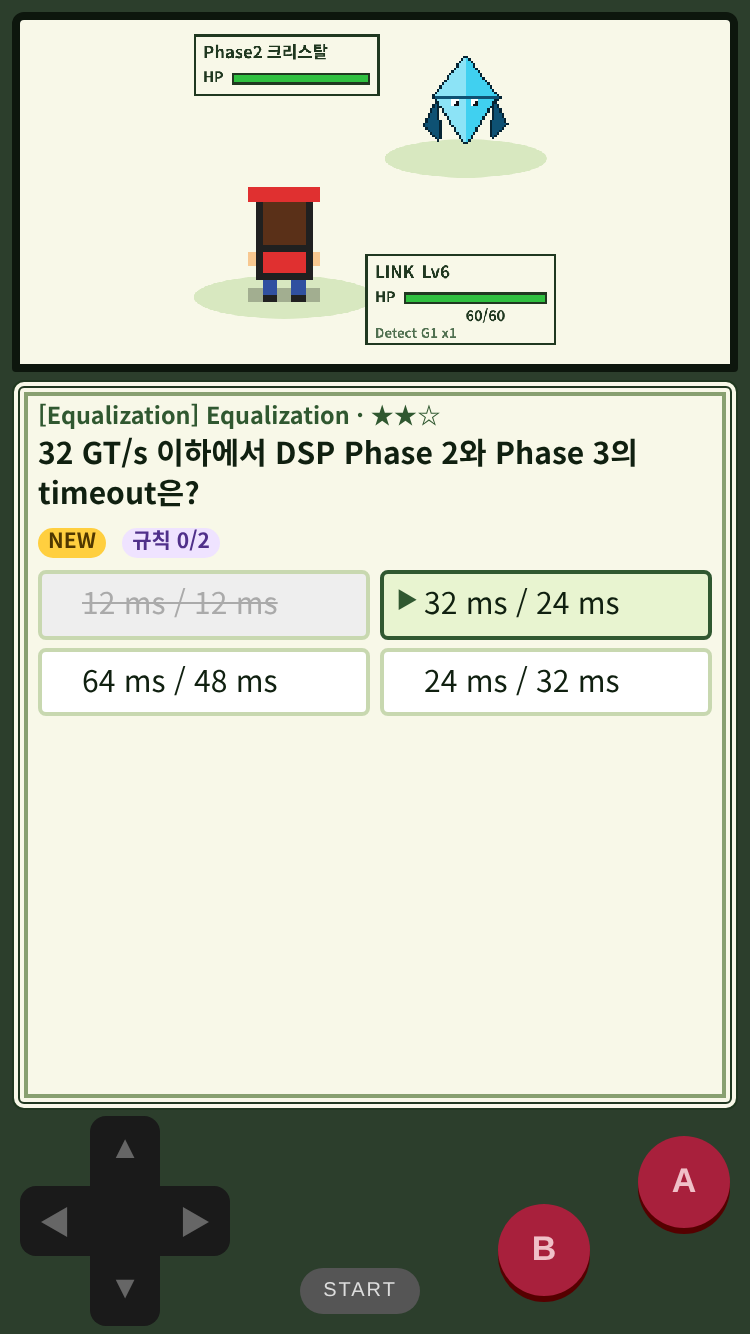 Phase2 크리스탈
HP
LINK Lv6
HP
60/60
Detect G1 x1
[Equalization] Equalization · ★★☆
32 GT/s 이하에서 DSP Phase 2와 Phase 3의
timeout은?
NEW 규칙 0/2
12 ms / 12 ms
▶ 32 ms / 24 ms
64 ms / 48 ms
24 ms / 32 ms
A
B
START